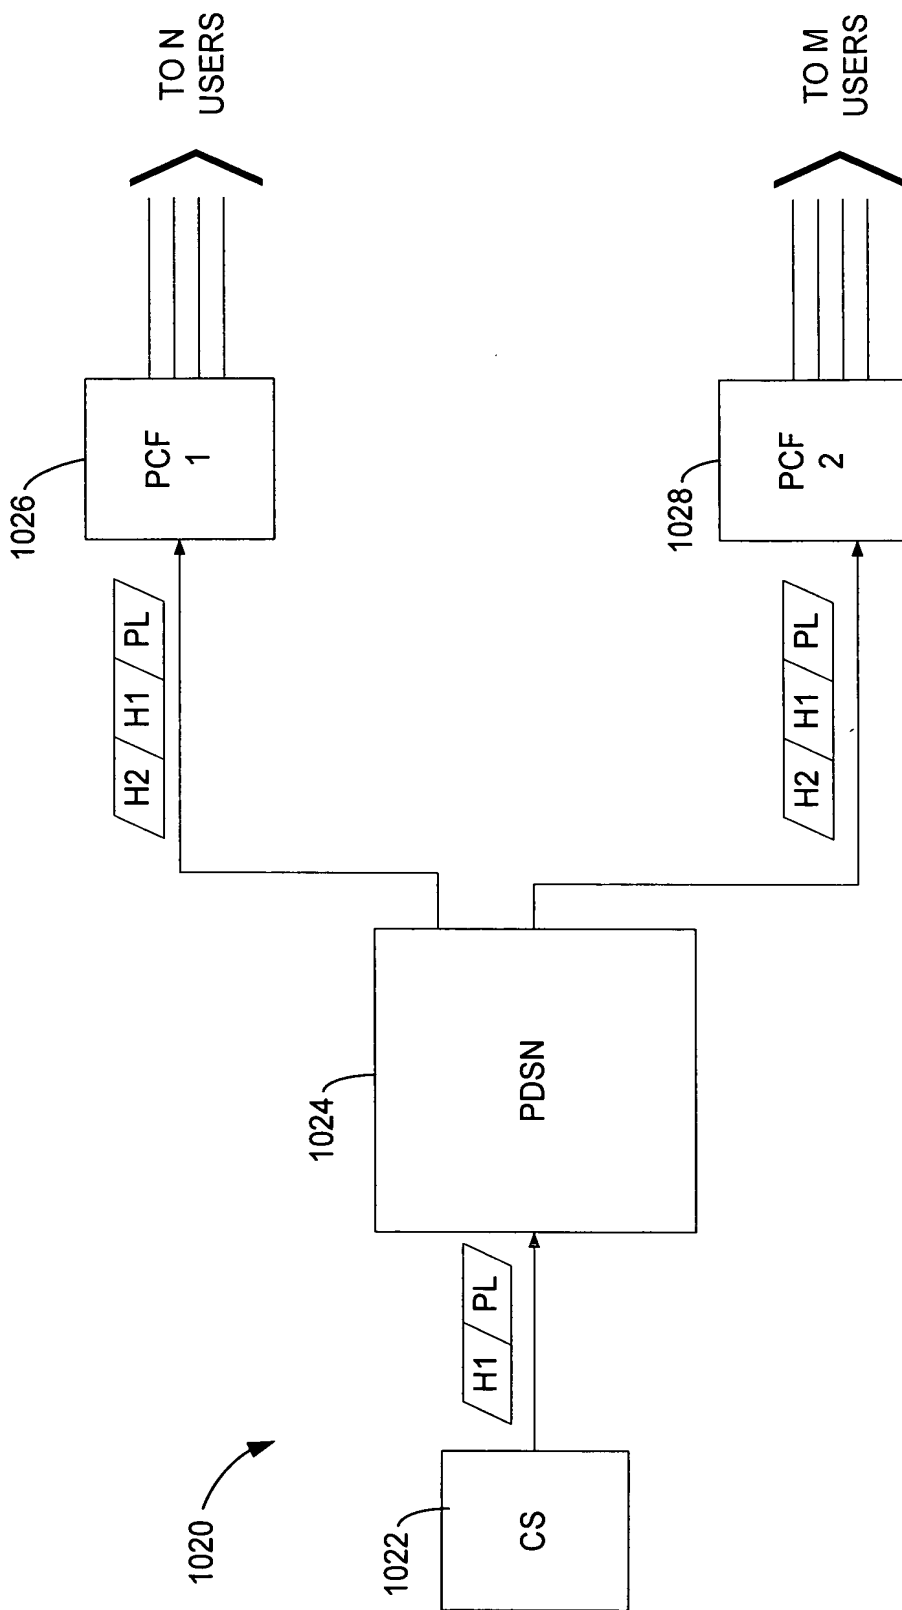 1020
1022
CS
H1
PL
1024
PDSN
H2
H1
PL
1026
PCF
1
TO N
USERS
H2
H1
PL
1028
PCF
2
TO M
USERS